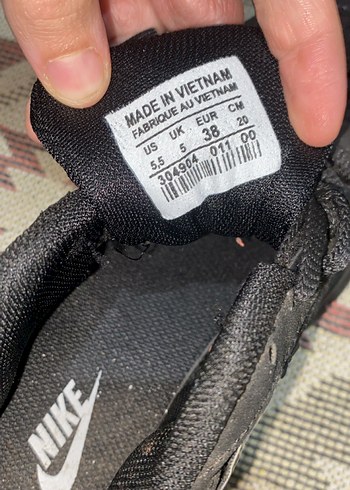 MADE IN VIETNAM
FABRIQUE AU VIETNAM
US UK EUR CM
5,5 5 38 20
304904 011 00
NIKE